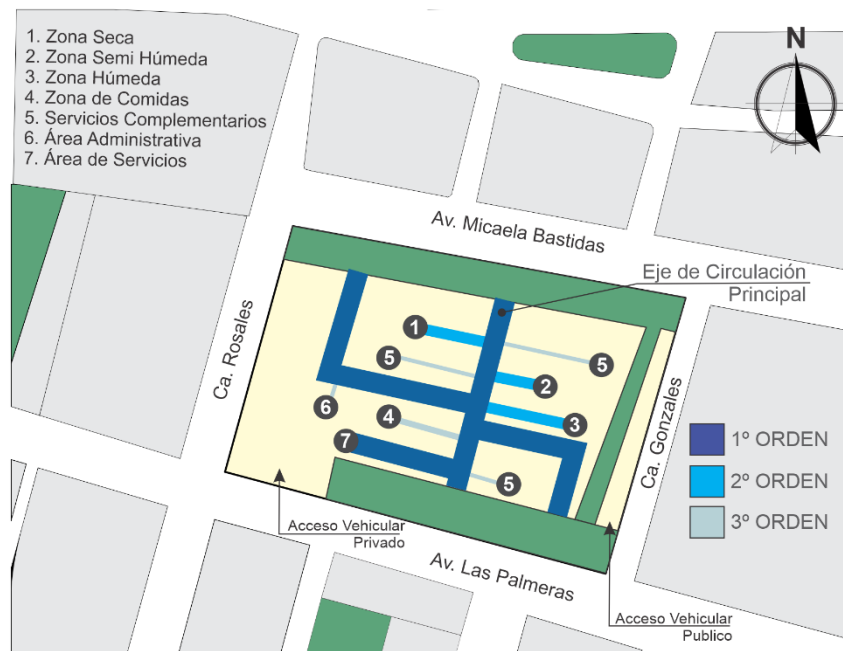 1. Zona Seca
2. Zona Semi Húmeda
3. Zona Húmeda
4. Zona de Comidas
5. Servicios Complementarios
6. Área Administrativa
7. Área de Servicios
N
Av. Micaela Bastidas
Eje de Circulación
Principal
Ca. Rosales
1
5
5
2
6
4
3
7
5
Ca. Gonzales
1º ORDEN
2º ORDEN
3º ORDEN
Acceso Vehicular
Privado
Av. Las Palmeras
Acceso Vehicular
Publico